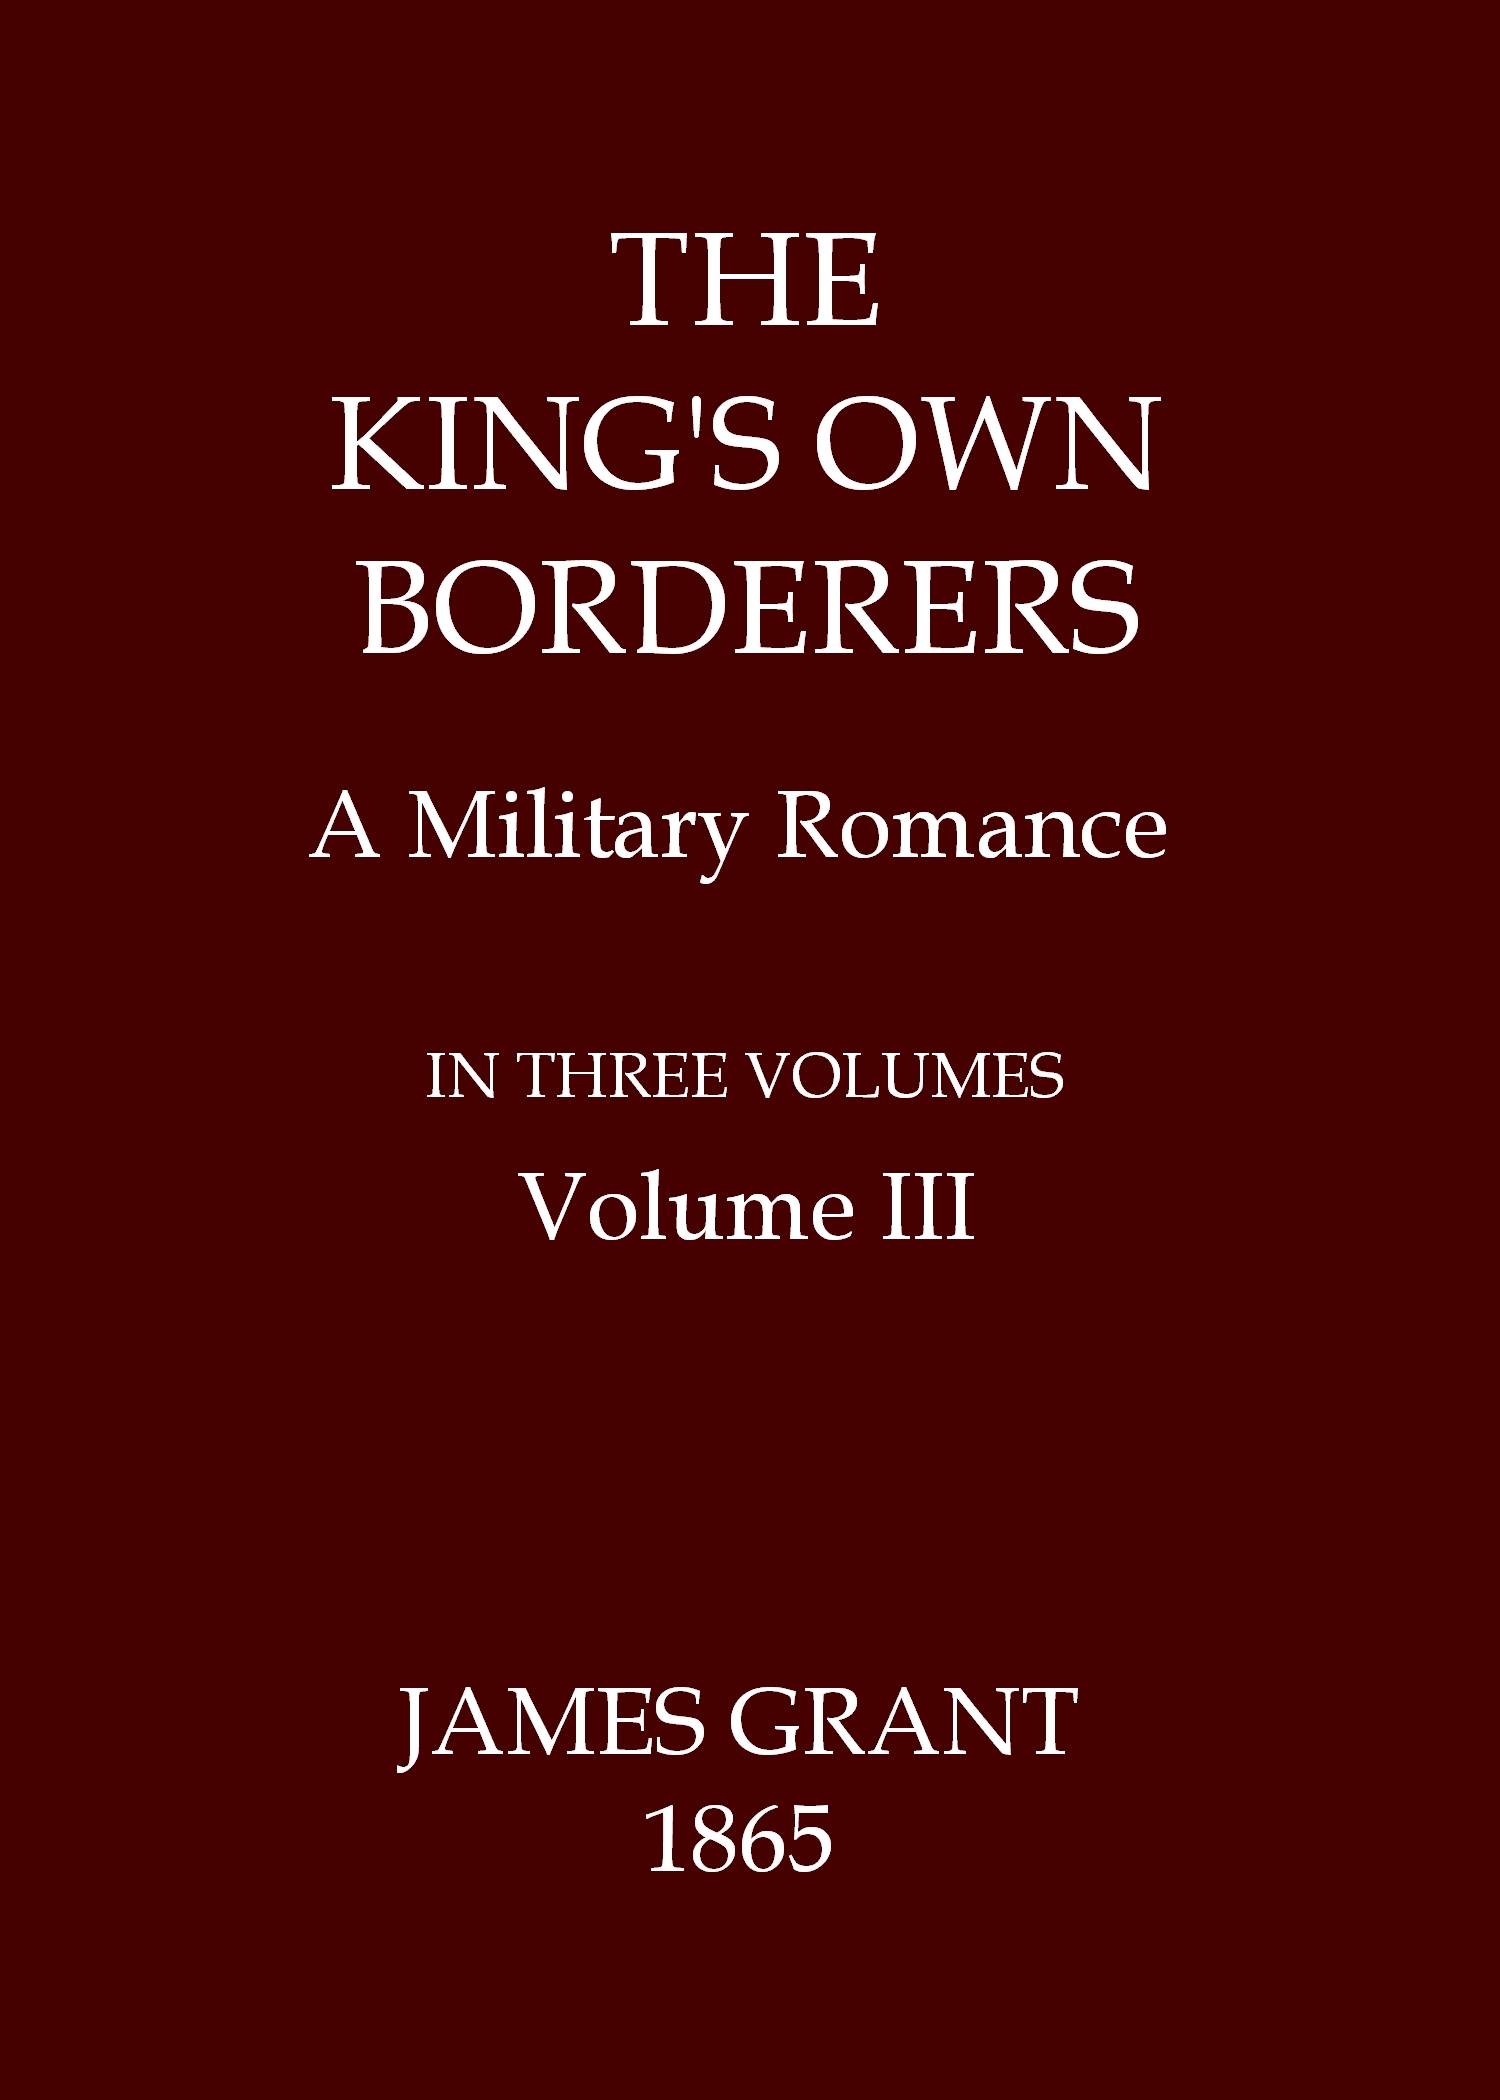 THE
KING'S OWN
BORDERERS
A Military Romance
IN THREE VOLUMES
Volume III
JAMES GRANT
1865